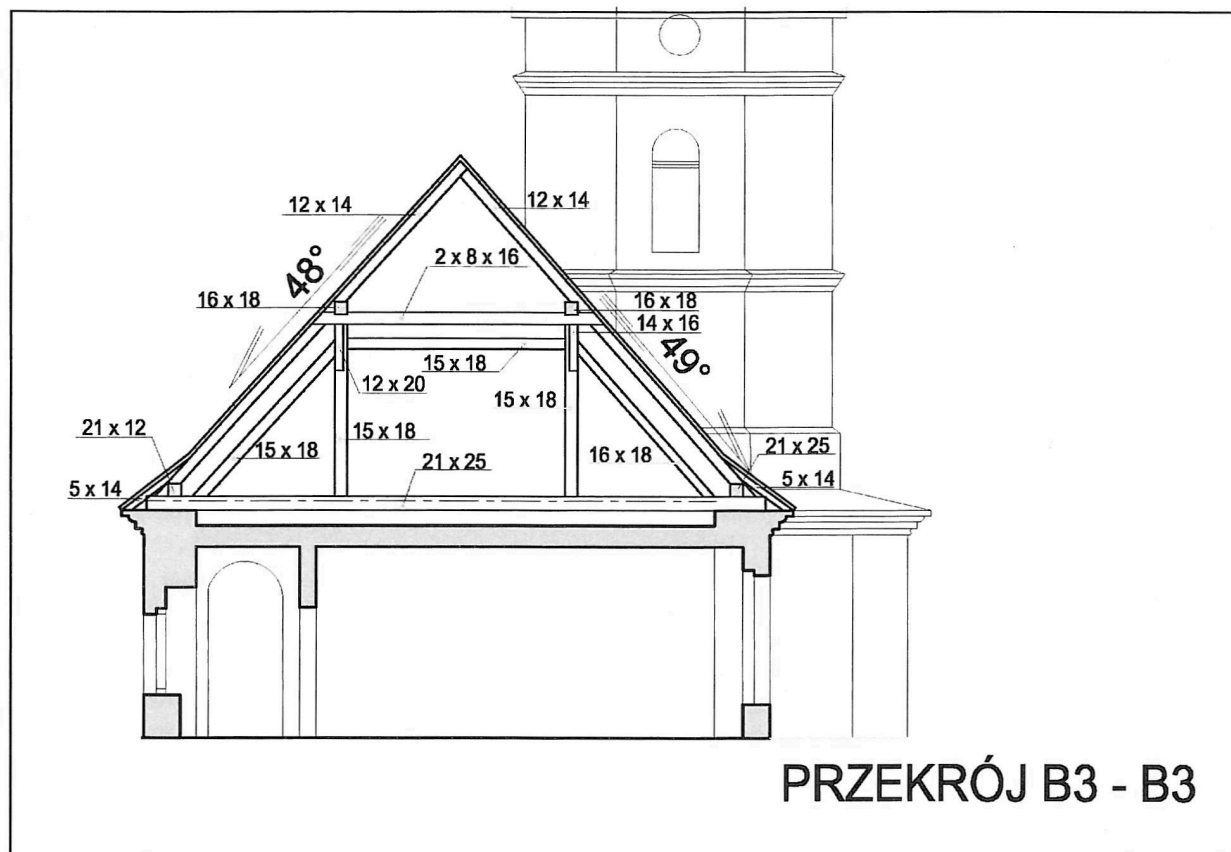 12 x 14
12 x 14
48°
2 x 8 x 16
16 x 18
16 x 18
14 x 16
49°
15 x 18
12 x 20
15 x 18
21 x 12
15 x 18
15 x 18
16 x 18
21 x 25
21 x 25
5 x 14
5 x 14
PRZEKRÓJ B3 - B3